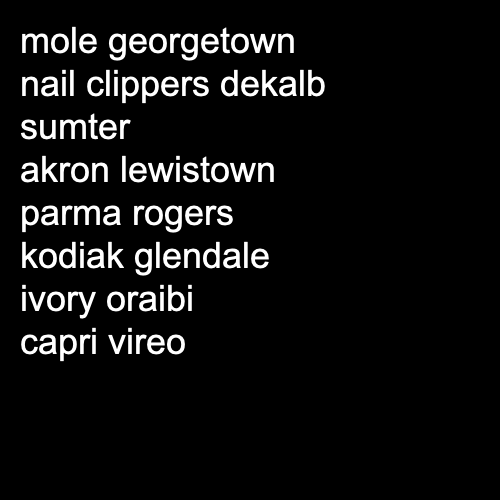 mole georgetown
nail clippers dekalb
sumter
akron lewistown
parma rogers
kodiak glendale
ivory oraibi
capri vireo